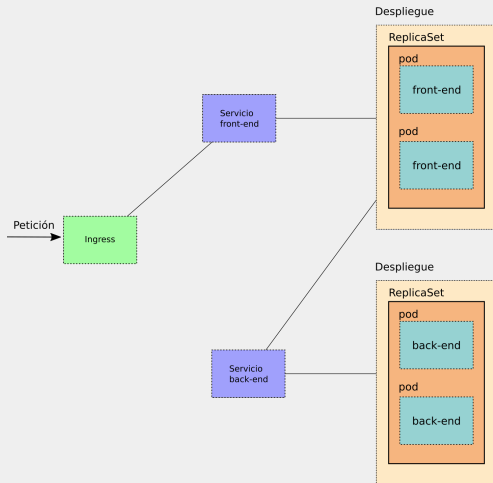 Despliegue
ReplicaSet
pod
front-end
pod
front-end
Servicio
front-end
Petición
Ingress
Despliegue
ReplicaSet
pod
back-end
pod
back-end
Servicio
back-end